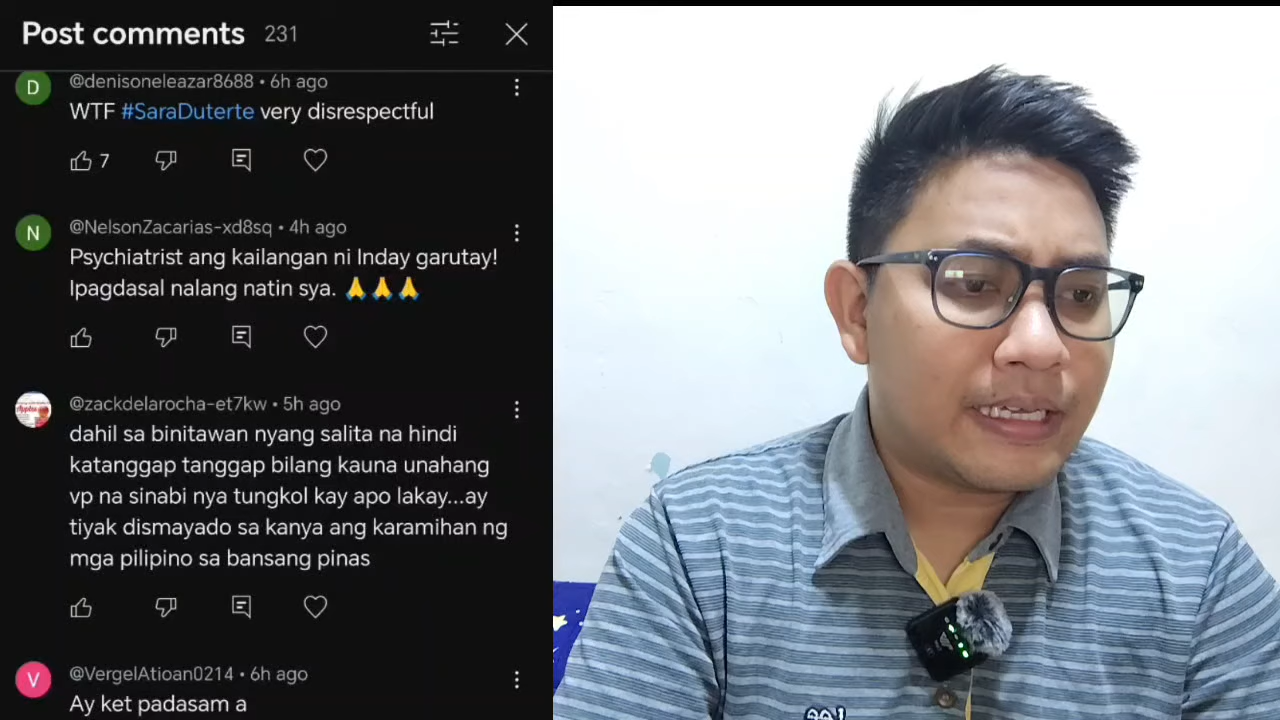 Post comments 231
D
@denisoneleazar8688 • 6h ago
WTF #SaraDuterte very disrespectful
7
N
@NelsonZacarias-xd8sq • 4h ago
Psychiatrist ang kailangan ni Inday garutay!
Ipagdasal nalang natin sya. 🙏🙏🙏
@zackdelarocha-et7kw • 5h ago
dahil sa binitawan nyang salita na hindi
katanggap tanggap bilang kauna unahang
vp na sinabi nya tungkol kay apo lakay...ay
tiyak dismayado sa kanya ang karamihan ng
mga pilipino sa bansang pinas
V
@VergelAtioan0214 • 6h ago
Ay ket padasam a